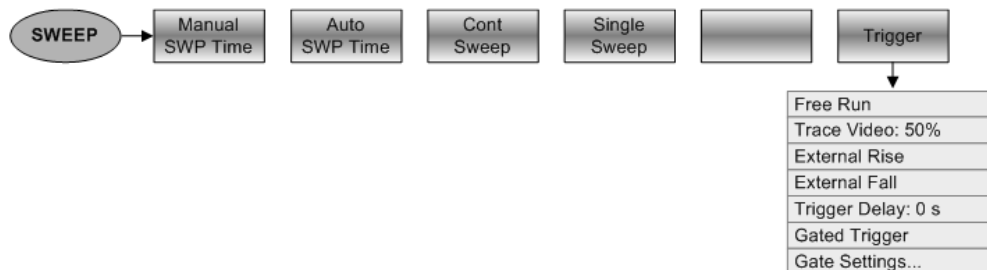 SWEEP
Manual
SWP Time
Auto
SWP Time
Cont
Sweep
Single
Sweep
Trigger
Free Run
Trace Video: 50%
External Rise
External Fall
Trigger Delay: 0 s
Gated Trigger
Gate Settings...